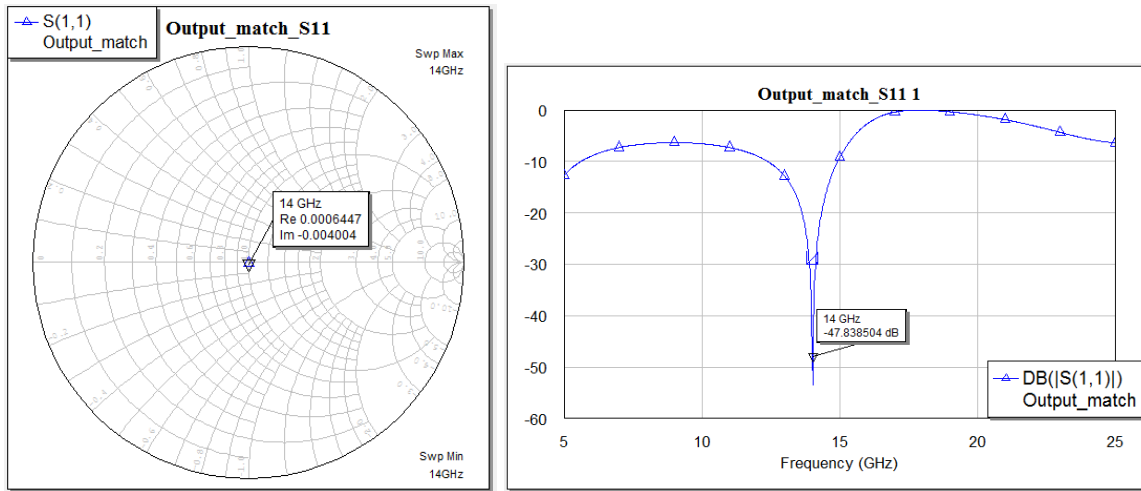 S(1,1)
Output_match
Output_match_S11
Swp Max
14GHz
14 GHz
Re 0.0006447
Im -0.004004
Swp Min
14GHz
Output_match_S11 1
0
-10
-20
-30
-40
-50
-60
14 GHz
-47.838504 dB
DB(|S(1,1)|)
Output_match
5
10
15
20
25
Frequency (GHz)